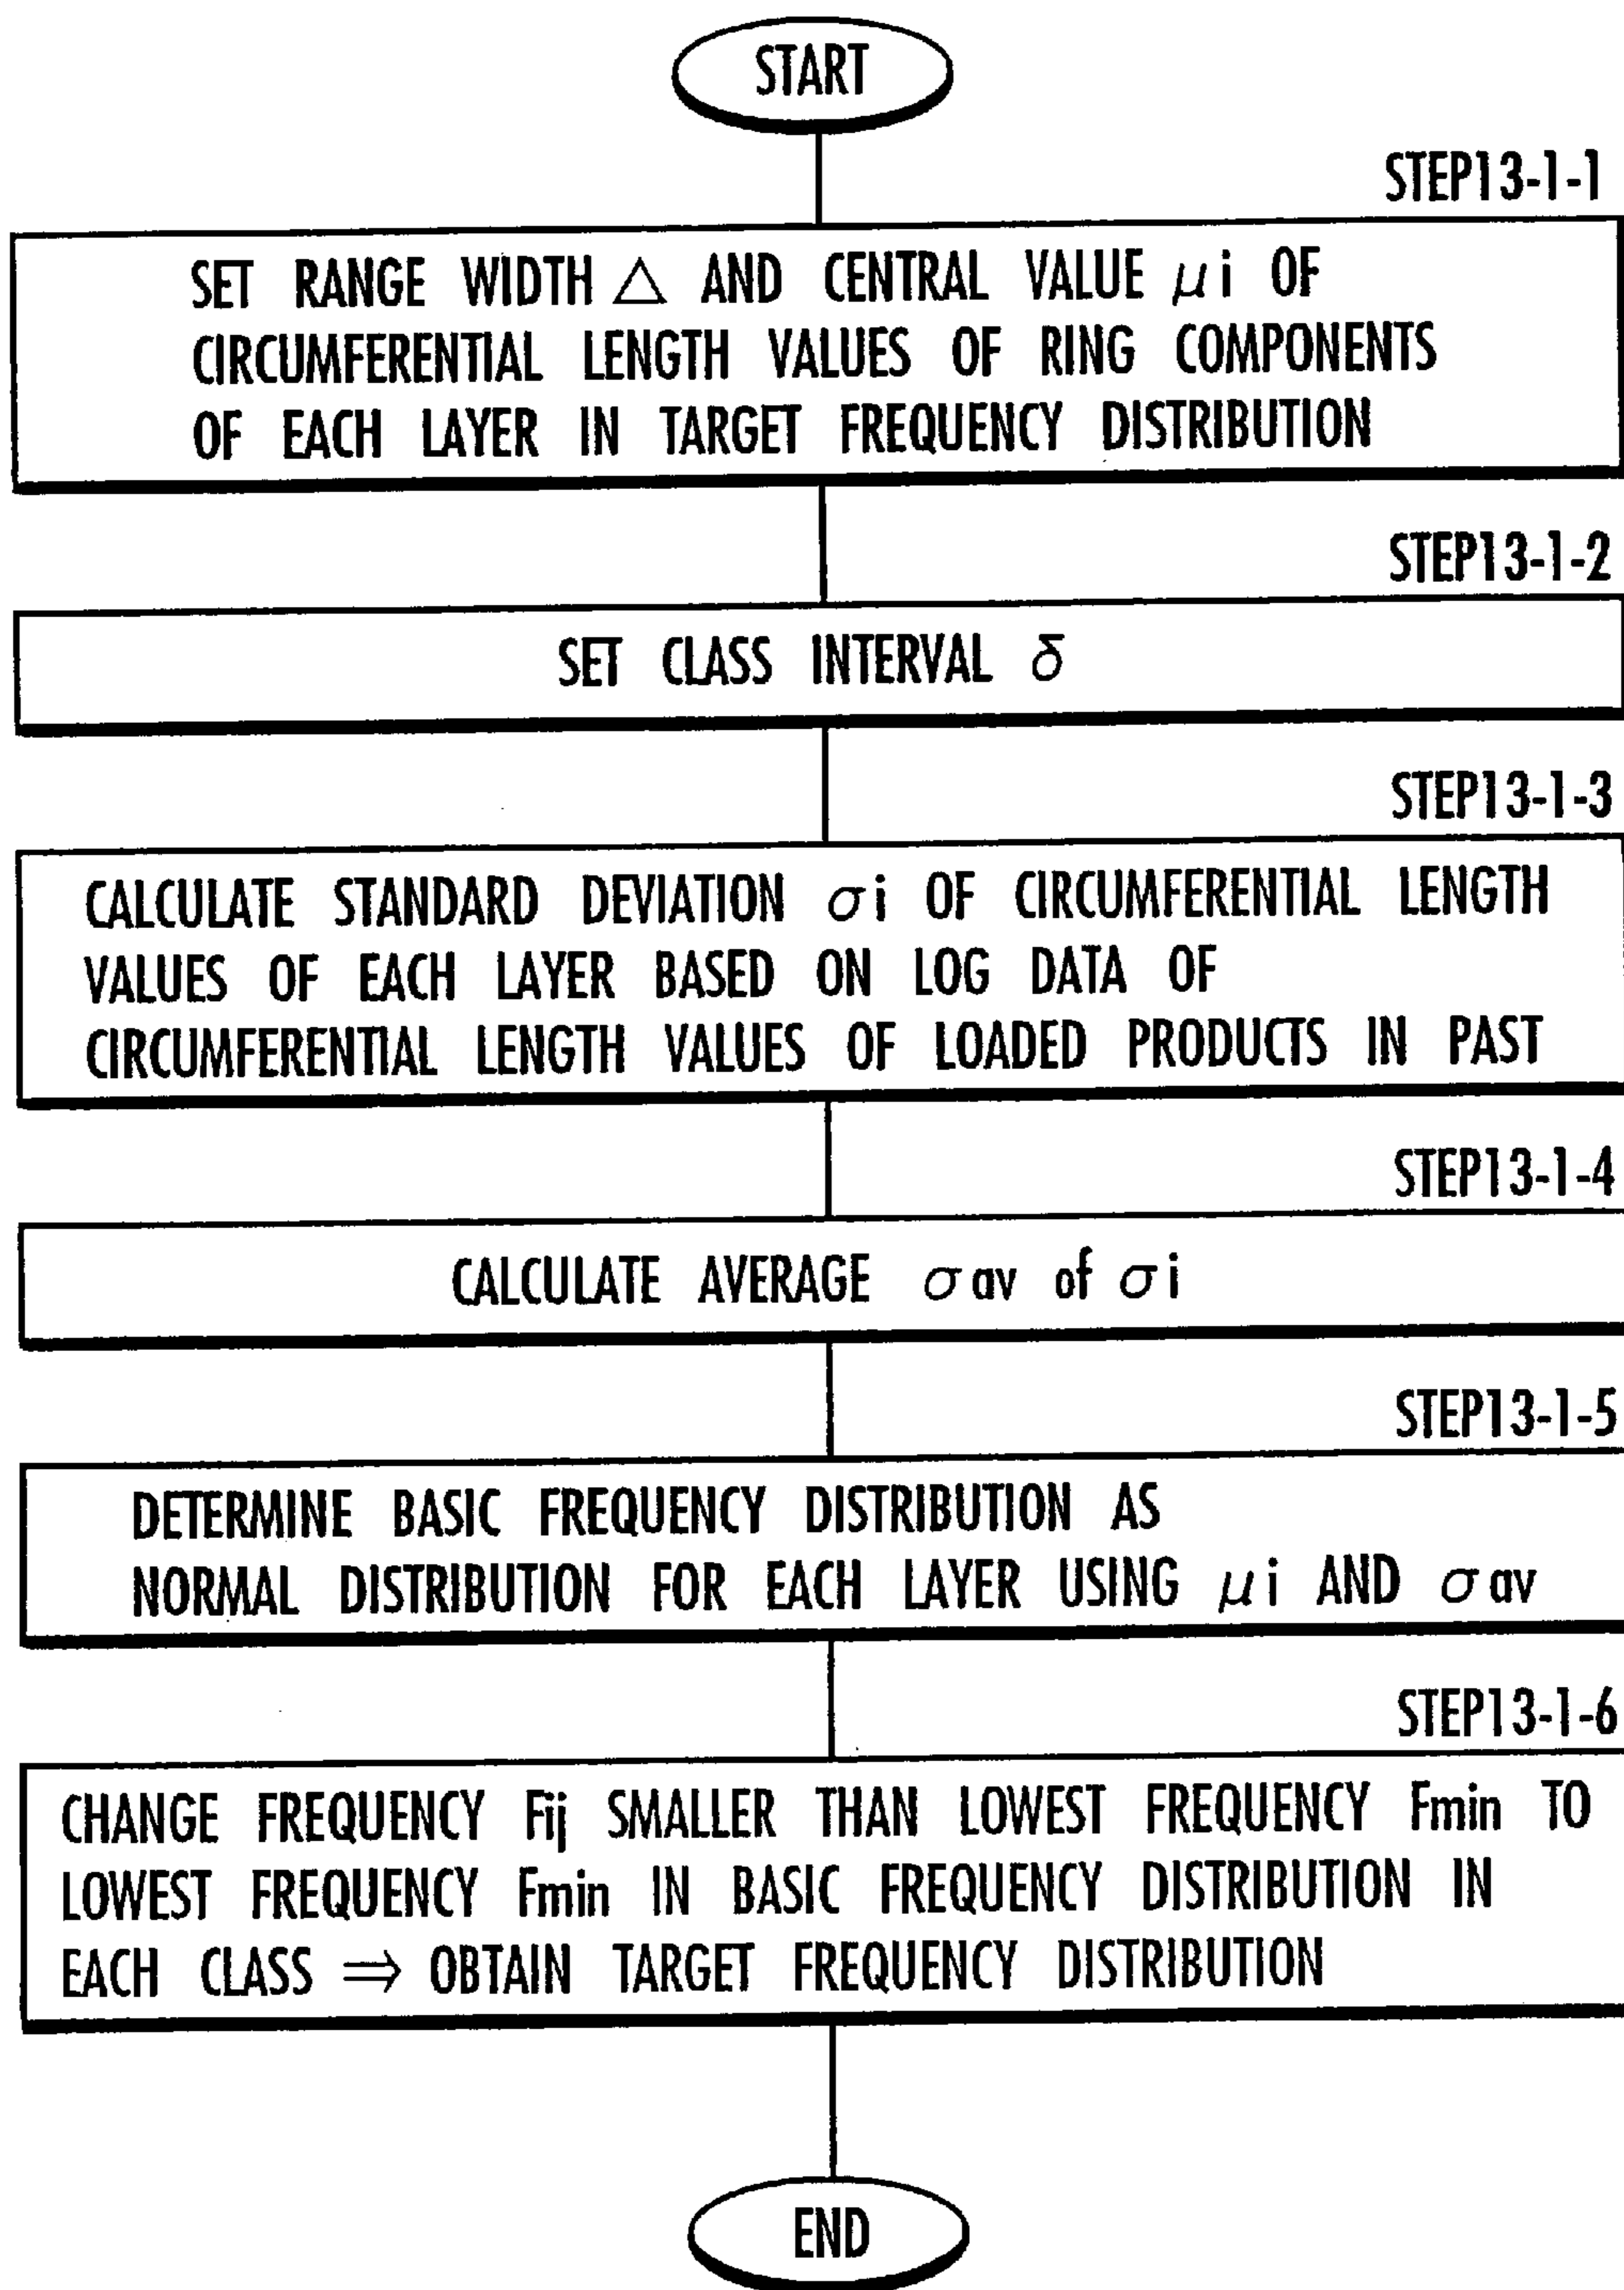 START
STEP13-1-1
SET RANGE WIDTH △ AND CENTRAL VALUE μi OF
CIRCUMFERENTIAL LENGTH VALUES OF RING COMPONENTS
OF EACH LAYER IN TARGET FREQUENCY DISTRIBUTION
STEP13-1-2
SET CLASS INTERVAL δ
STEP13-1-3
CALCULATE STANDARD DEVIATION σi OF CIRCUMFERENTIAL LENGTH
VALUES OF EACH LAYER BASED ON LOG DATA OF
CIRCUMFERENTIAL LENGTH VALUES OF LOADED PRODUCTS IN PAST
STEP13-1-4
CALCULATE AVERAGE σav of σi
STEP13-1-5
DETERMINE BASIC FREQUENCY DISTRIBUTION AS
NORMAL DISTRIBUTION FOR EACH LAYER USING μi AND σav
STEP13-1-6
CHANGE FREQUENCY Fij SMALLER THAN LOWEST FREQUENCY Fmin TO
LOWEST FREQUENCY Fmin IN BASIC FREQUENCY DISTRIBUTION IN
EACH CLASS ⇒ OBTAIN TARGET FREQUENCY DISTRIBUTION
END